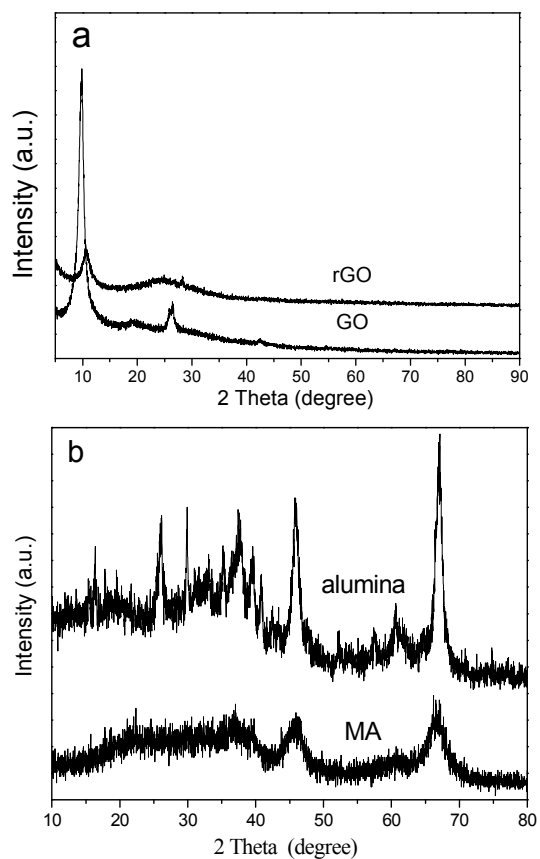 a
Intensity (a.u.)
rGO
GO
10 20 30 40 50 60 70 80 90
2 Theta (degree)
b
Intensity (a.u.)
alumina
MA
10 20 30 40 50 60 70 80
2 Theta (degree)